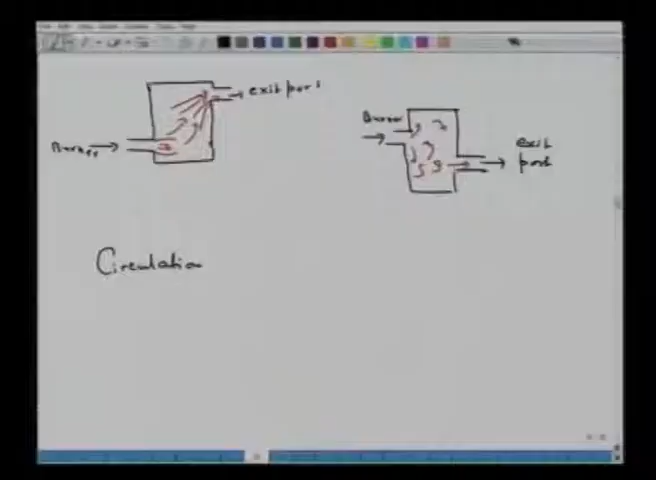 exit port
Burner
Burner
exit
port
Circulation